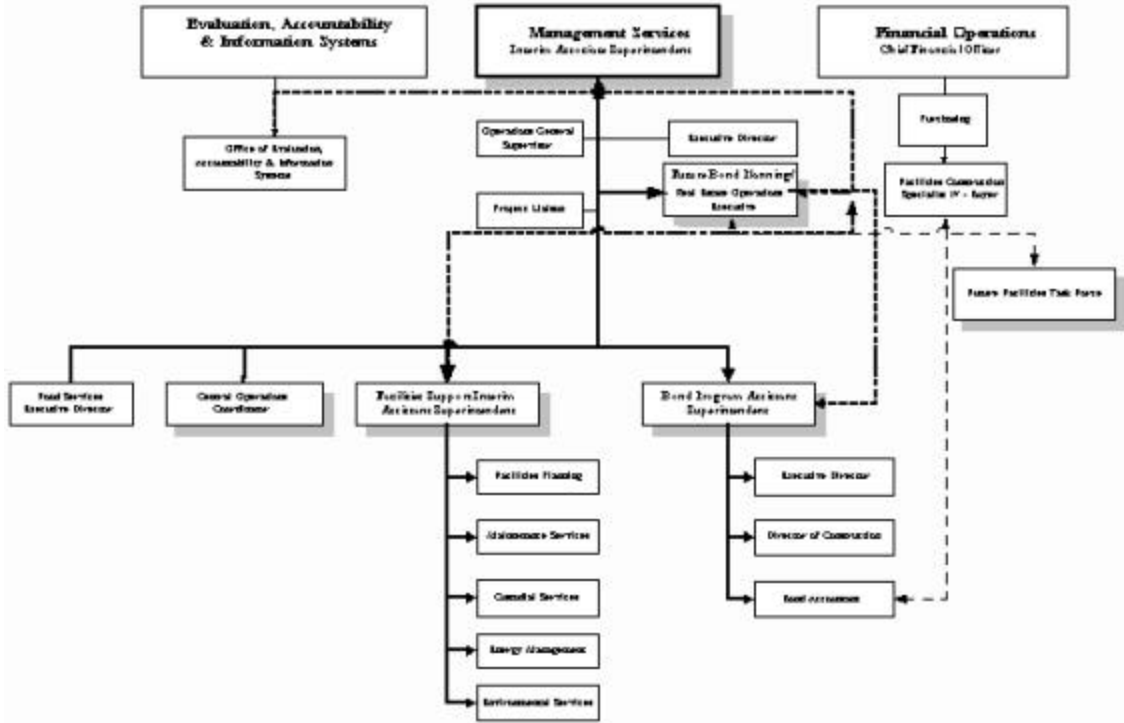 Evaluation, Accountability
& Information Systems
Management Services
Interim Associate Superintendent
Financial Operations
Chief Financial Officer
Purchasing
Operations General
Supervisor
Executive Director
Office of Evaluation,
Accountability & Information
Systems
Future Bond Planning/
Real Estate Operations
Executive
Facilities Construction
Specialist IV - Buyer
Project Liaison
Future Facilities Task Force
Food Services
Executive Director
General Operations
Coordinator
Facilities Support Interim
Assistant Superintendent
Bond Program Assistant
Superintendent
Facilities Planning
Executive Director
Maintenance Services
Director of Construction
Custodial Services
Bond Accountant
Energy Management
Environmental Services